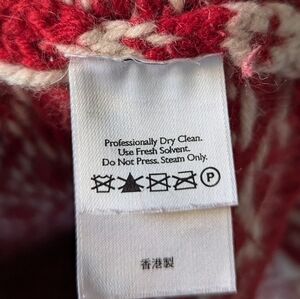 Professionally Dry Clean.
Use Fresh Solvent.
Do Not Press. Steam Only.
P
香港製